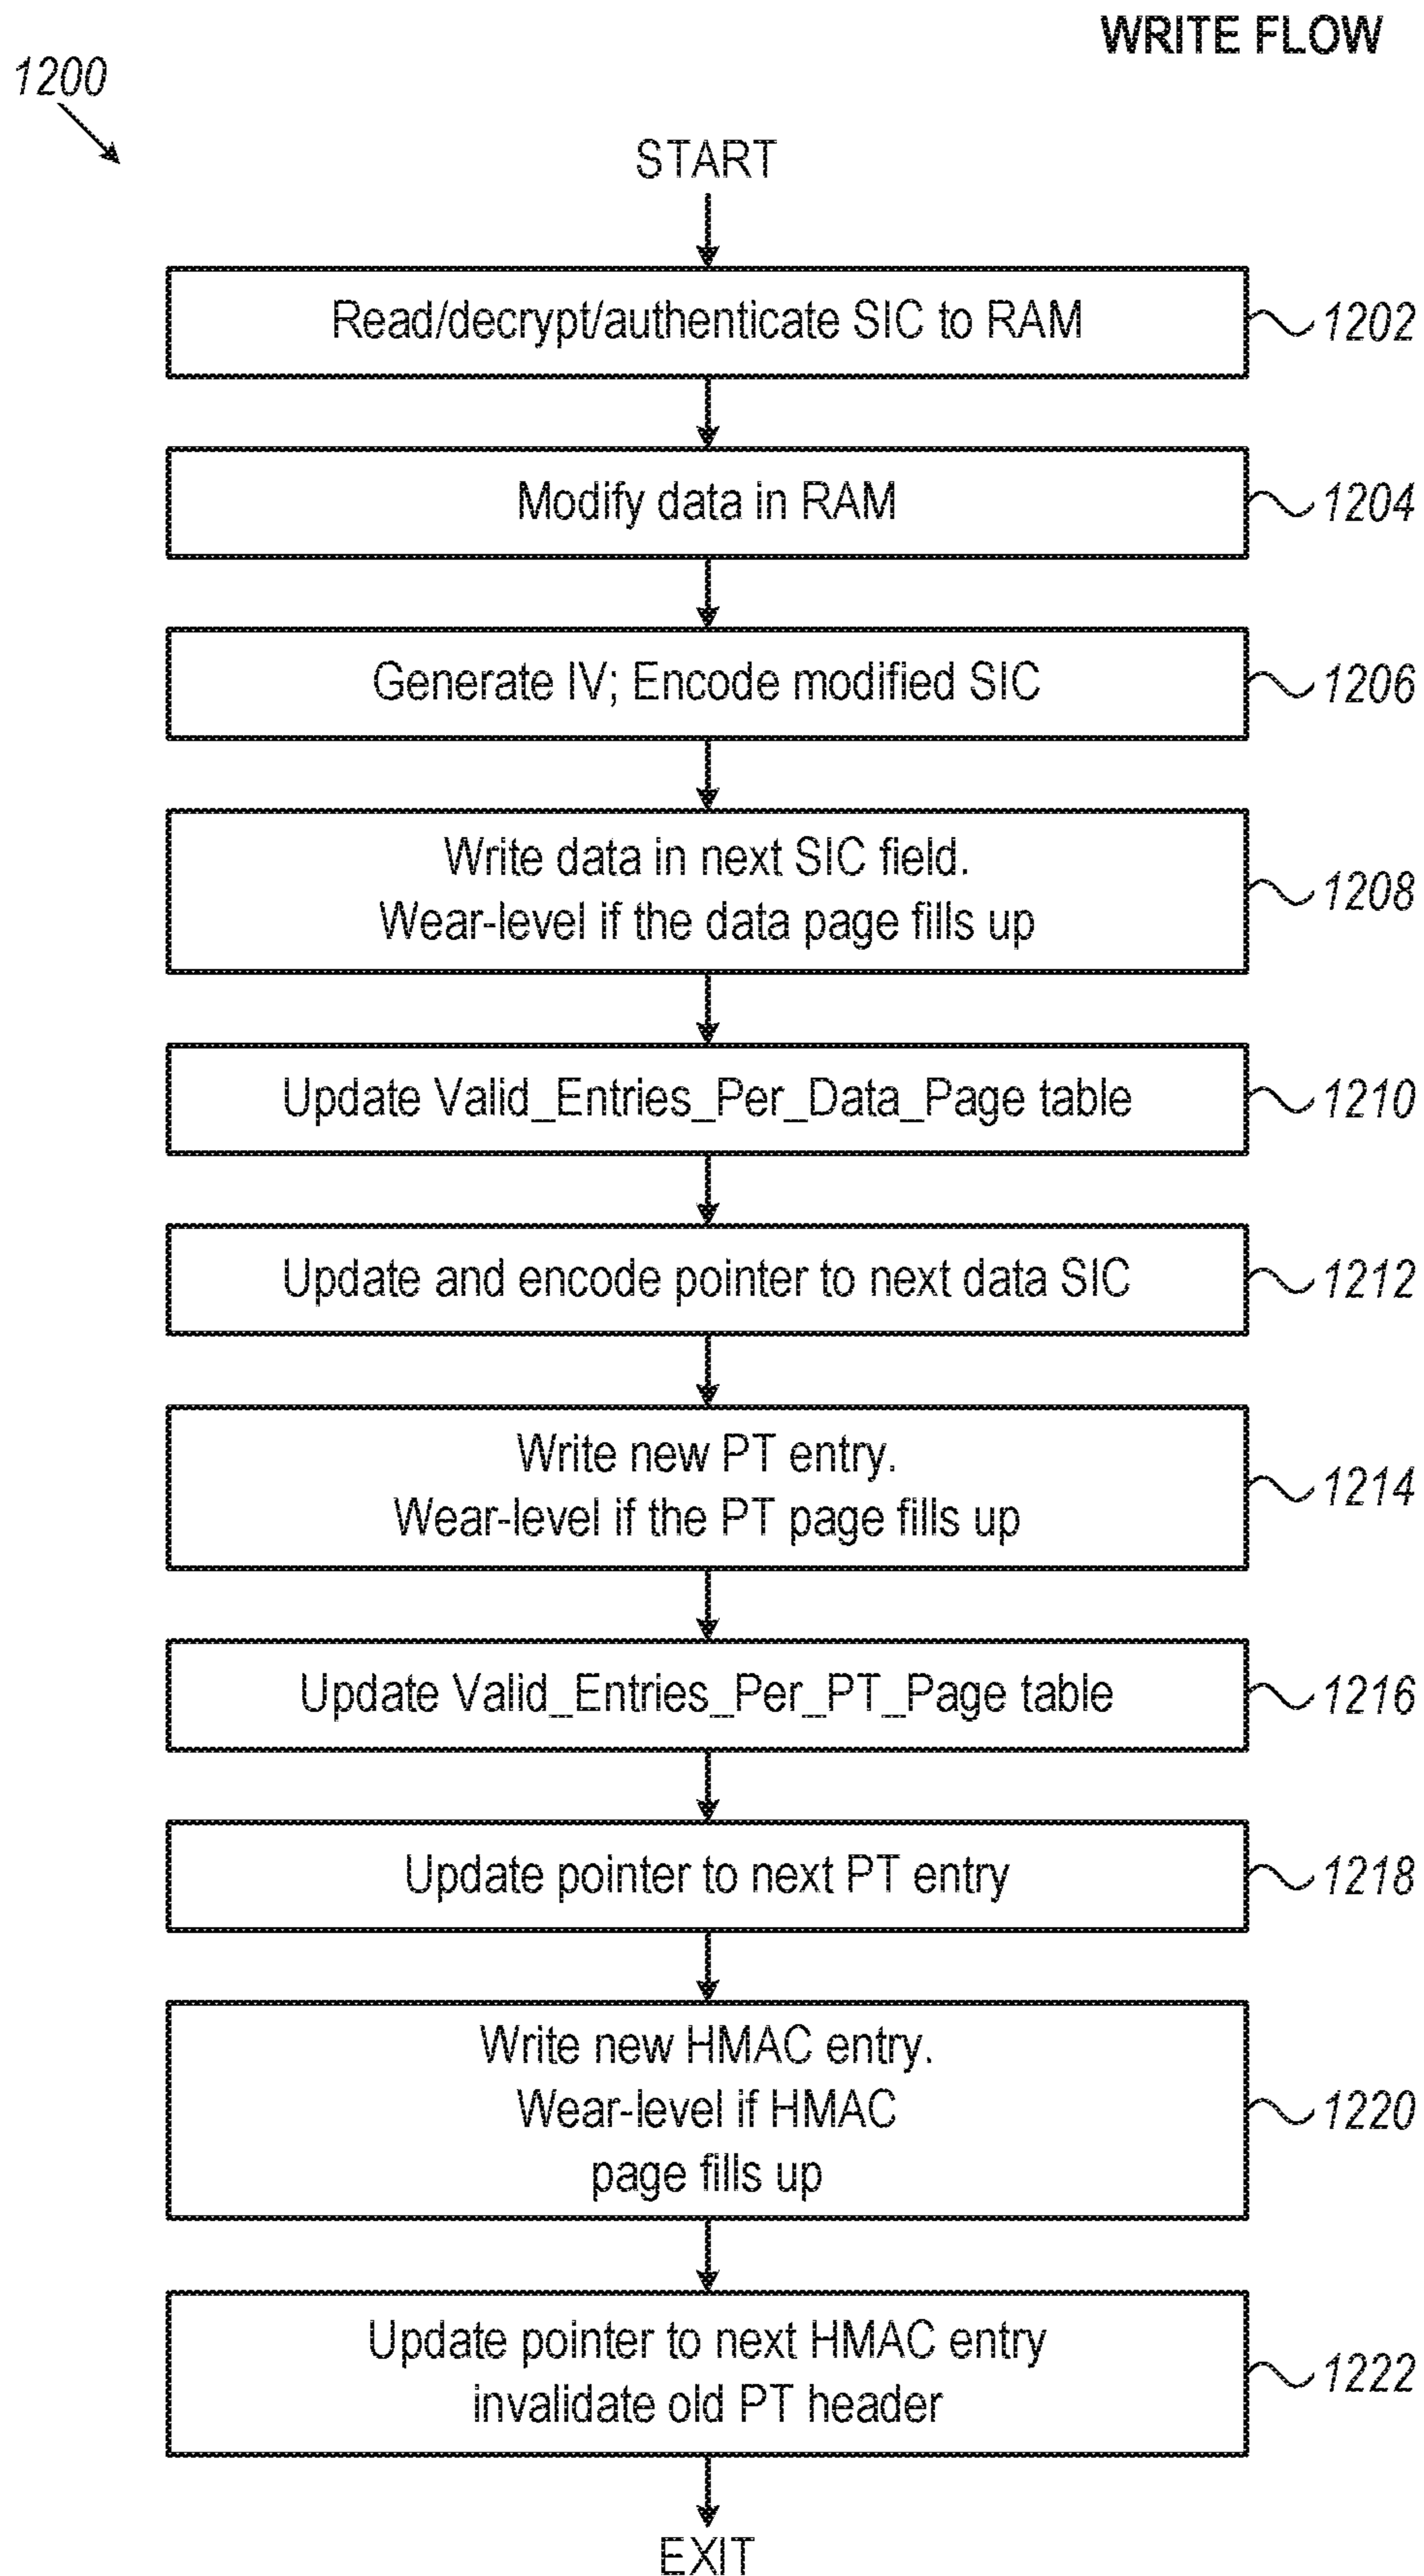 WRITE FLOW
1200
START
Read/decrypt/authenticate SIC to RAM
1202
Modify data in RAM
1204
Generate IV; Encode modified SIC
1206
Write data in next SIC field.
Wear-level if the data page fills up
1208
Update Valid_Entries_Per_Data_Page table
1210
Update and encode pointer to next data SIC
1212
Write new PT entry.
Wear-level if the PT page fills up
1214
Update Valid_Entries_Per_PT_Page table
1216
Update pointer to next PT entry
1218
Write new HMAC entry.
Wear-level if HMAC
page fills up
1220
Update pointer to next HMAC entry
invalidate old PT header
1222
EXIT